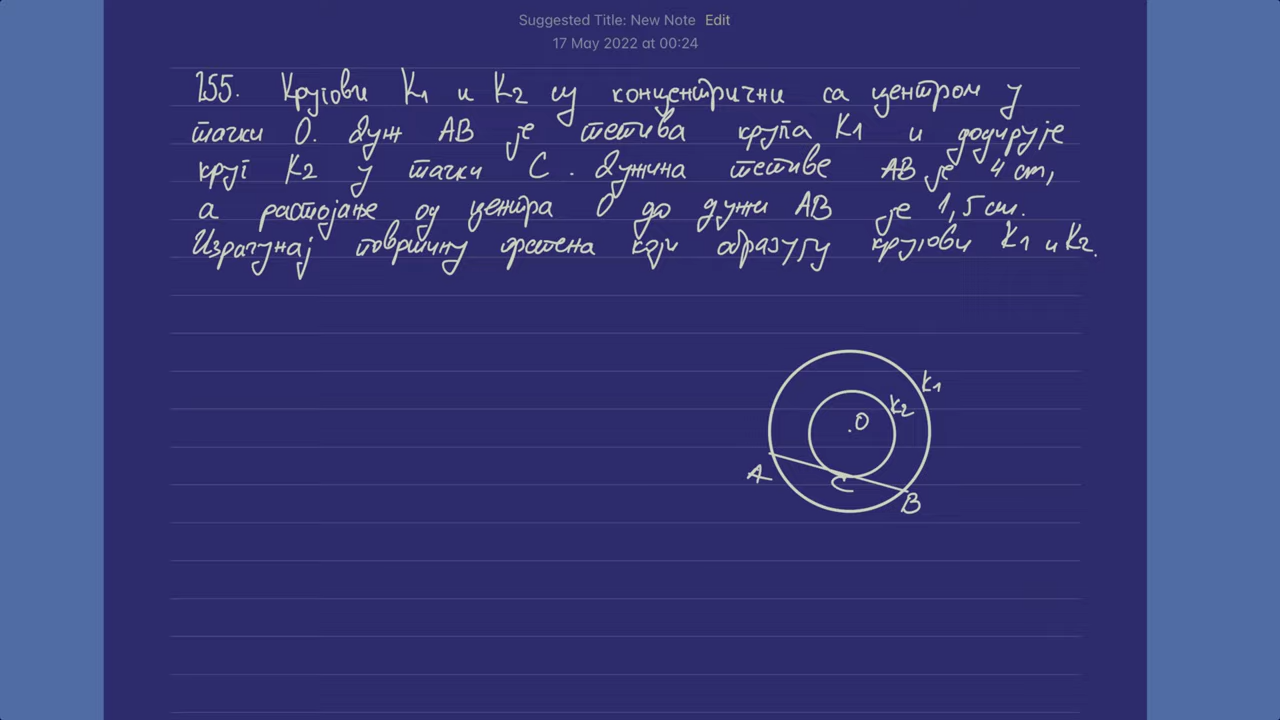 Suggested Title: New Note Edit
17 May 2022 at 00:24
255. Кругови K1 и K2 су концентрични са центром у
тачки O. Дуж AB је тетива круга K1 и додирује
круг K2 у тачки C. Дужина тетиве AB је 4 cm,
а растојање од центра O до дужи AB је 1,5 cm.
Израчунај површину прстена који образују кругови K1 и K2.
K1
K2
O
A
C
B